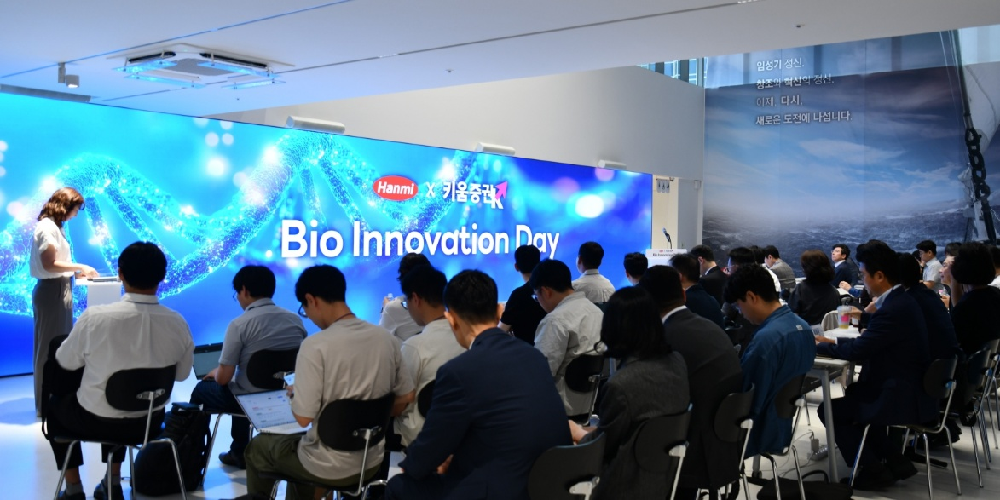 Hanmi X 키움증권
Bio Innovation Day
임성기 정신.
창조와 혁신의 정신.
이제, 다시,
새로운 도전에 나섭니다.